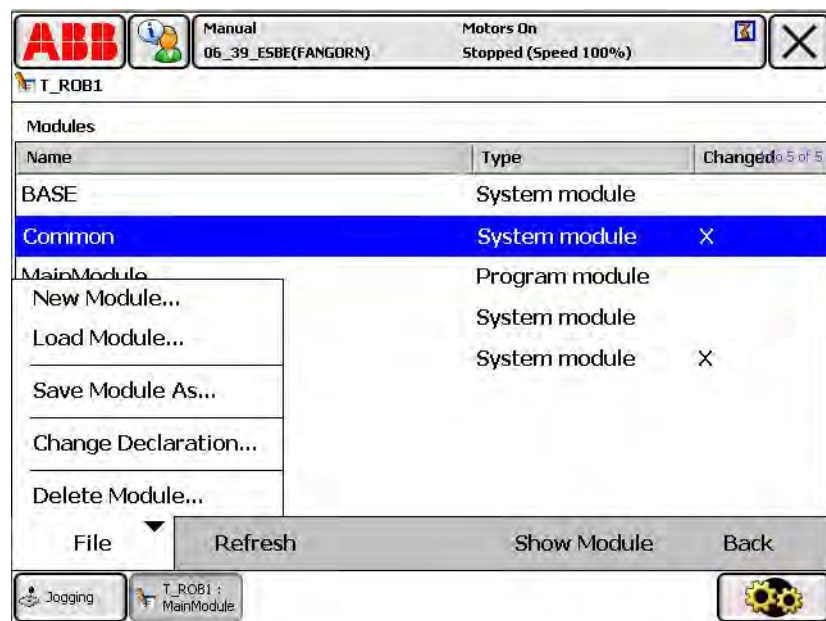 ABB
Manual
06_39_ESBE(FANGORN)
Motors On
Stopped (Speed 100%)
T_ROB1
Modules
Name Type Changed o 5 of 5
BASE System module
Common System module X
MainModule Program module
System module
System module X
New Module...
Load Module...
Save Module As...
Change Declaration...
Delete Module...
File Refresh Show Module Back
Jogging
T_ROB1 :
MainModule